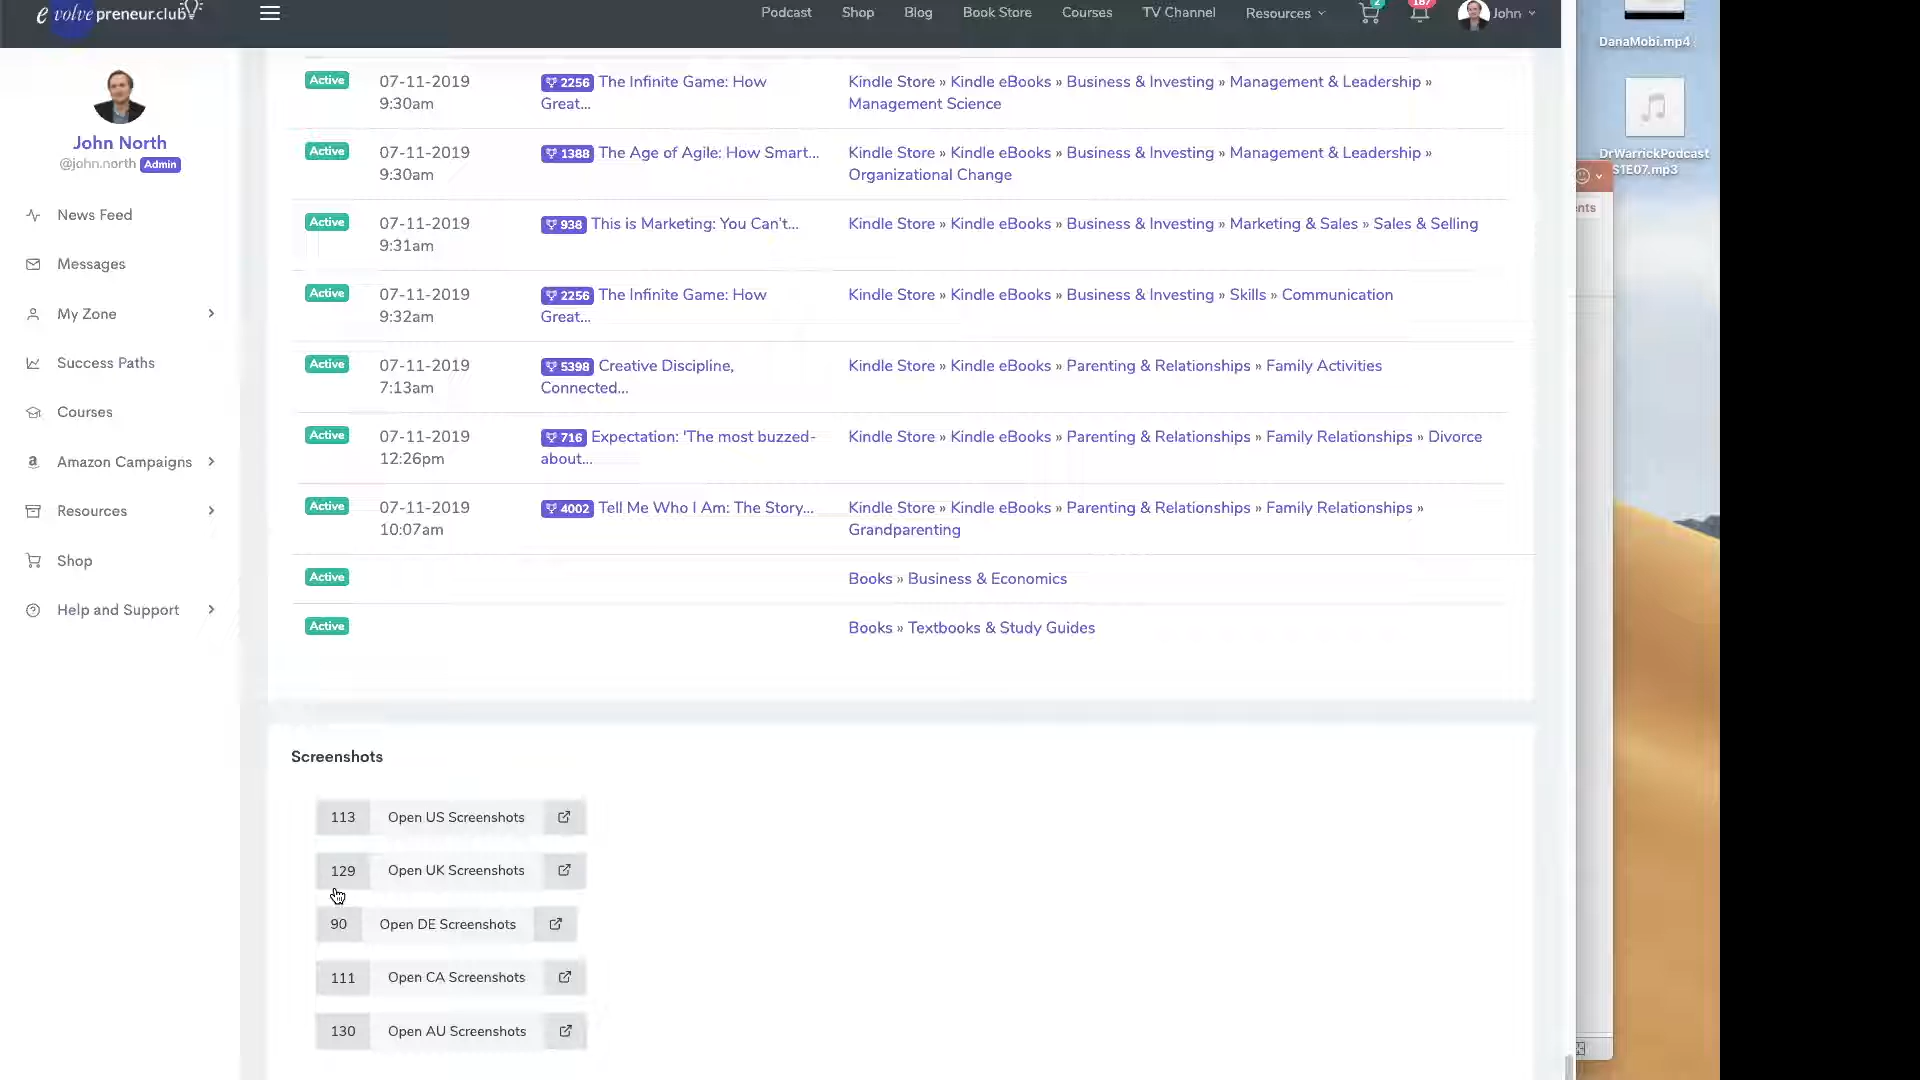 evolvepreneur.club
Podcast
Shop
Blog
Book Store
Courses
TV Channel
Resources
2
187
John
John North
@john.north Admin
News Feed
Messages
My Zone
Success Paths
Courses
Amazon Campaigns
Resources
Shop
Help and Support
Active
07-11-2019
9:30am
2256 The Infinite Game: How
Great...
Kindle Store » Kindle eBooks » Business & Investing » Management & Leadership »
Management Science
Active
07-11-2019
9:30am
1388 The Age of Agile: How Smart...
Kindle Store » Kindle eBooks » Business & Investing » Management & Leadership »
Organizational Change
Active
07-11-2019
9:31am
938 This is Marketing: You Can't...
Kindle Store » Kindle eBooks » Business & Investing » Marketing & Sales » Sales & Selling
Active
07-11-2019
9:32am
2256 The Infinite Game: How
Great...
Kindle Store » Kindle eBooks » Business & Investing » Skills » Communication
Active
07-11-2019
7:13am
5398 Creative Discipline,
Connected...
Kindle Store » Kindle eBooks » Parenting & Relationships » Family Activities
Active
07-11-2019
12:26pm
716 Expectation: 'The most buzzed-
about...
Kindle Store » Kindle eBooks » Parenting & Relationships » Family Relationships » Divorce
Active
07-11-2019
10:07am
4002 Tell Me Who I Am: The Story...
Kindle Store » Kindle eBooks » Parenting & Relationships » Family Relationships »
Grandparenting
Active
Books » Business & Economics
Active
Books » Textbooks & Study Guides
Screenshots
113 Open US Screenshots
129 Open UK Screenshots
90 Open DE Screenshots
111 Open CA Screenshots
130 Open AU Screenshots
DanaMobi.mp4
DrWarrickPodcast
S1E07.mp3
nts